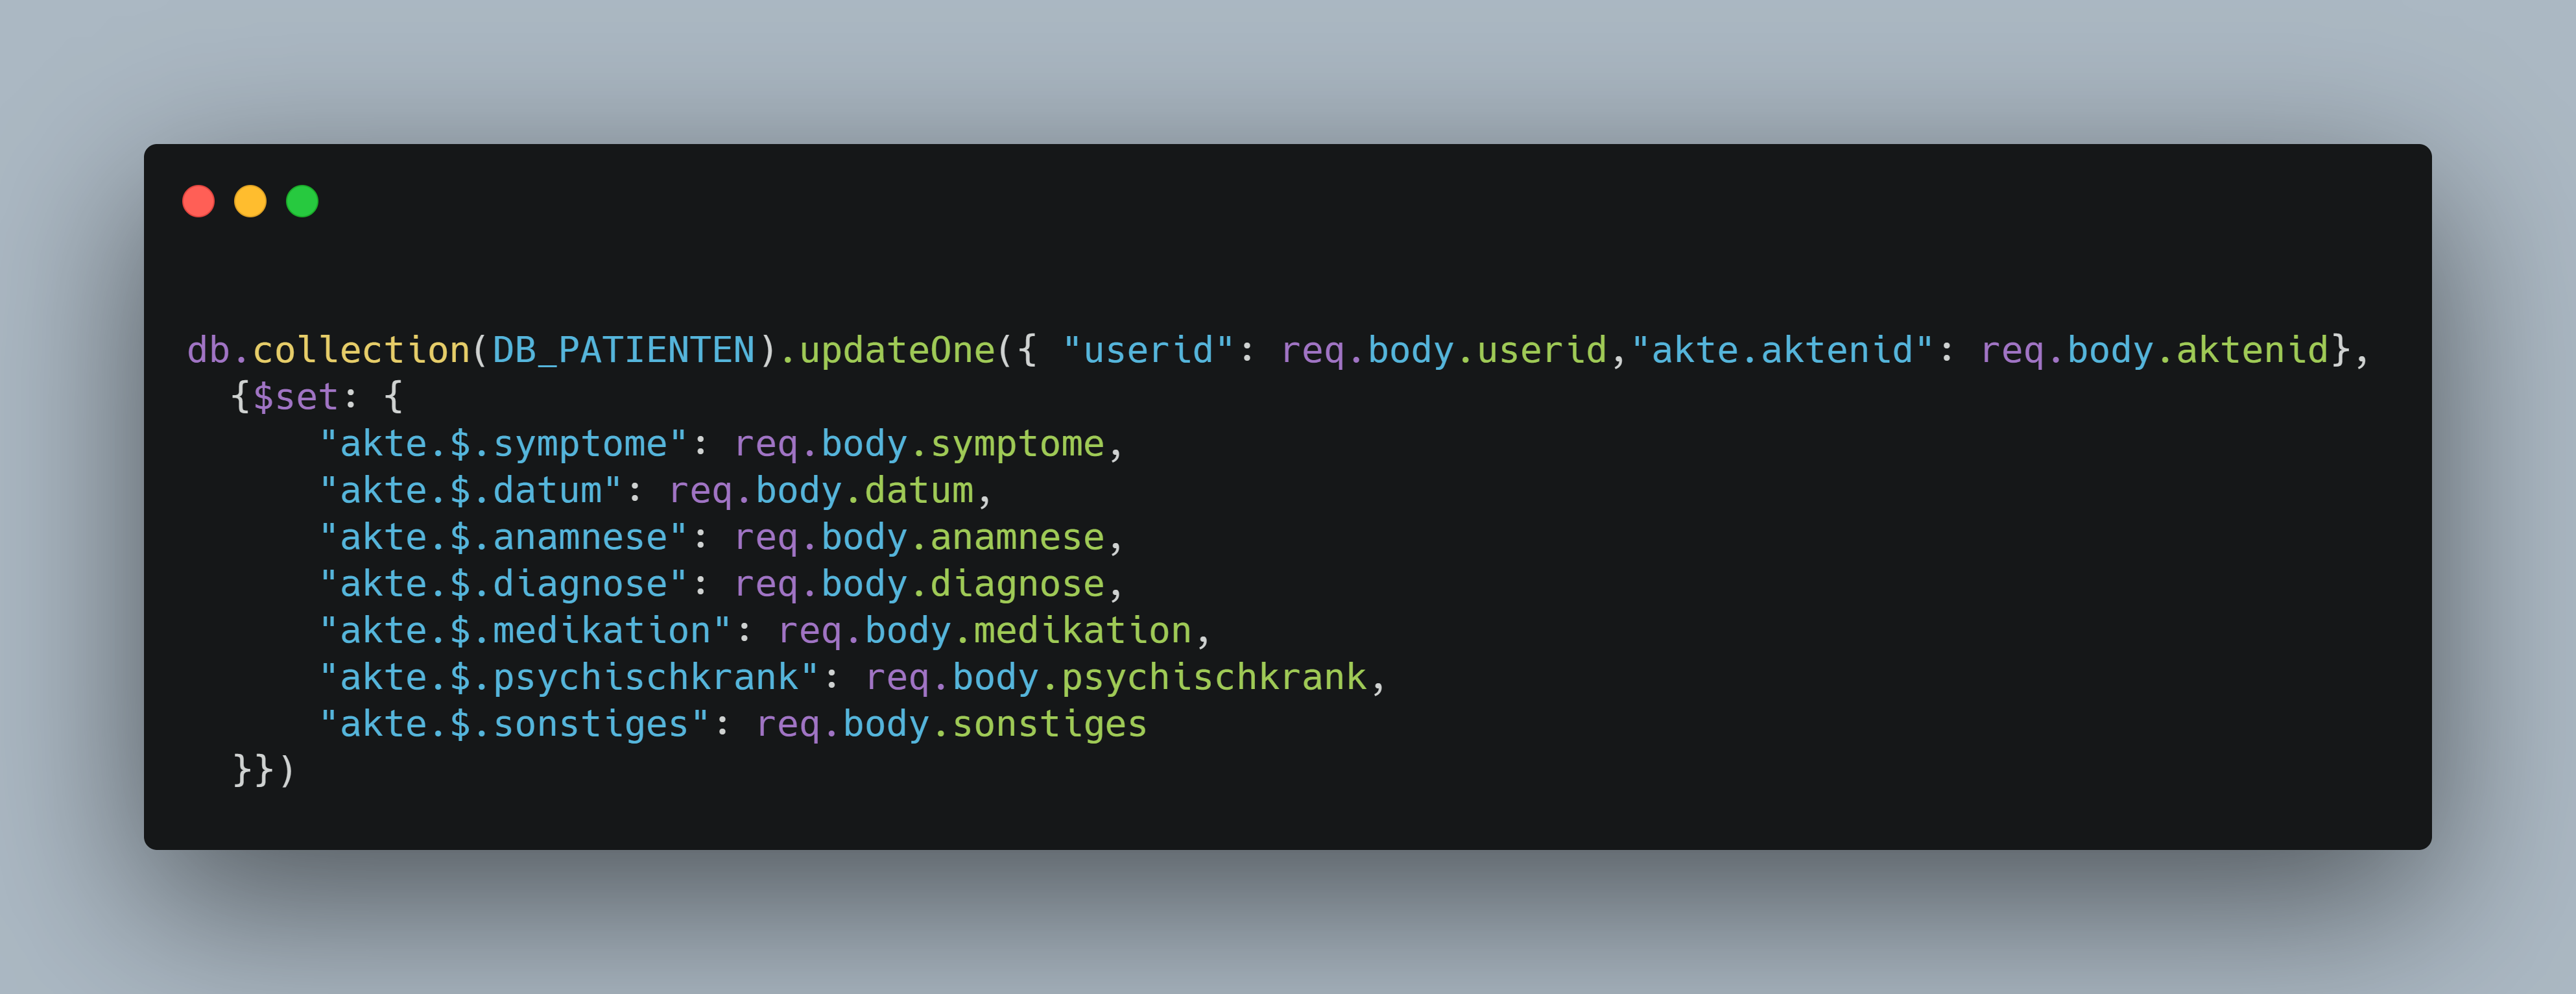 db.collection(DB_PATIENTEN).updateOne({ "userid": req.body.userid,"akte.aktenid": req.body.aktenid},
  {$set: {
      "akte.$.symptome": req.body.symptome,
      "akte.$.datum": req.body.datum,
      "akte.$.anamnese": req.body.anamnese,
      "akte.$.diagnose": req.body.diagnose,
      "akte.$.medikation": req.body.medikation,
      "akte.$.psychischkrank": req.body.psychischkrank,
      "akte.$.sonstiges": req.body.sonstiges
  }})